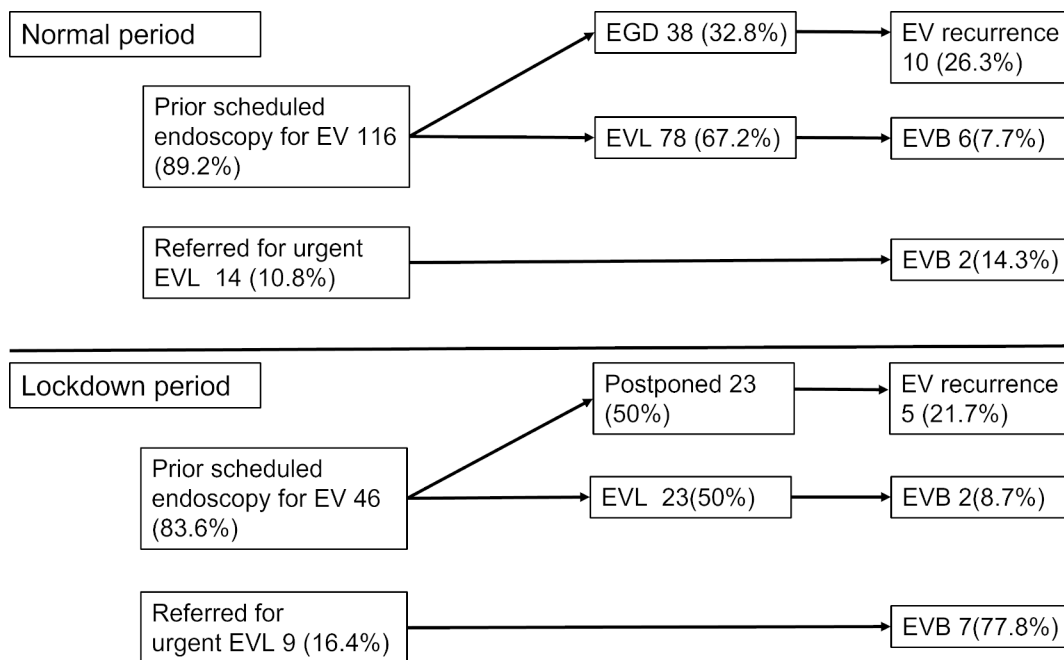 Normal period
EGD 38 (32.8%)
EV recurrence
10 (26.3%)
Prior scheduled
endoscopy for EV 116
(89.2%)
EVL 78 (67.2%)
EVB 6(7.7%)
Referred for urgent
EVL 14 (10.8%)
EVB 2(14.3%)
Lockdown period
Postponed 23
(50%)
EV recurrence
5 (21.7%)
Prior scheduled
endoscopy for EV 46
(83.6%)
EVL 23(50%)
EVB 2(8.7%)
Referred for
urgent EVL 9 (16.4%)
EVB 7(77.8%)